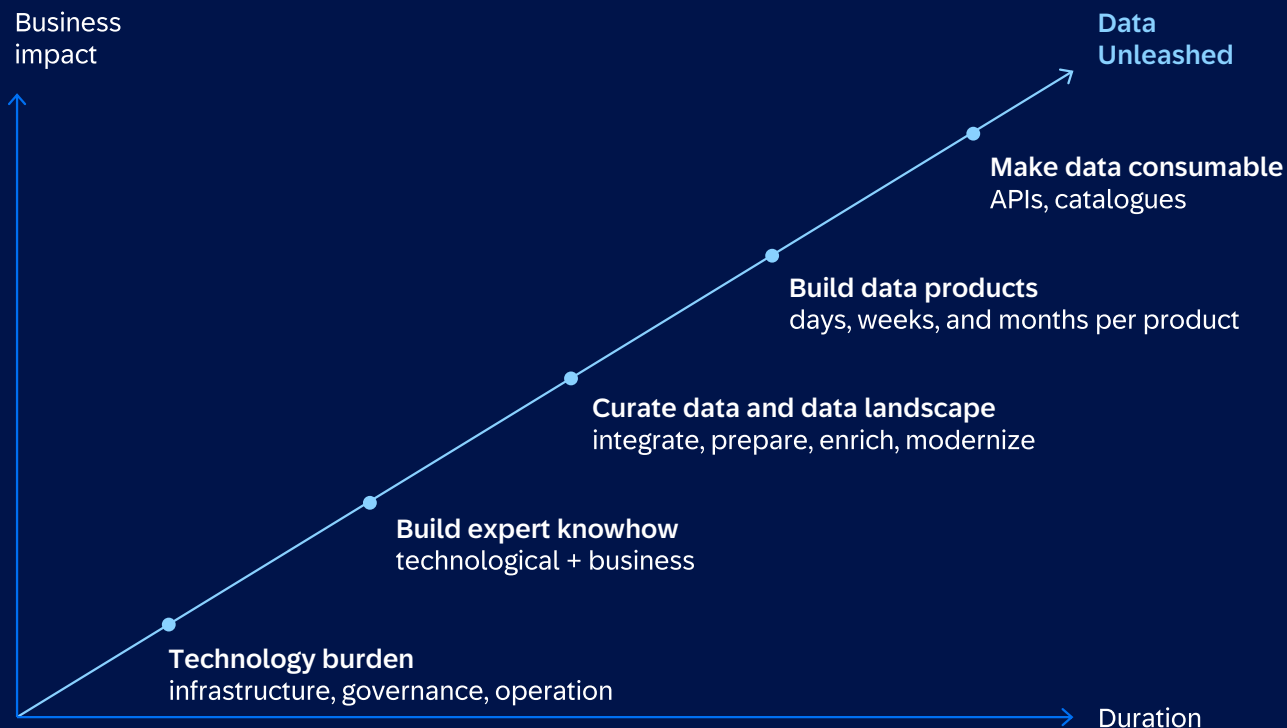 Business
impact
Data
Unleashed
Make data consumable
APIs, catalogues
Build data products
days, weeks, and months per product
Curate data and data landscape
integrate, prepare, enrich, modernize
Build expert knowhow
technological + business
Technology burden
infrastructure, governance, operation
Duration